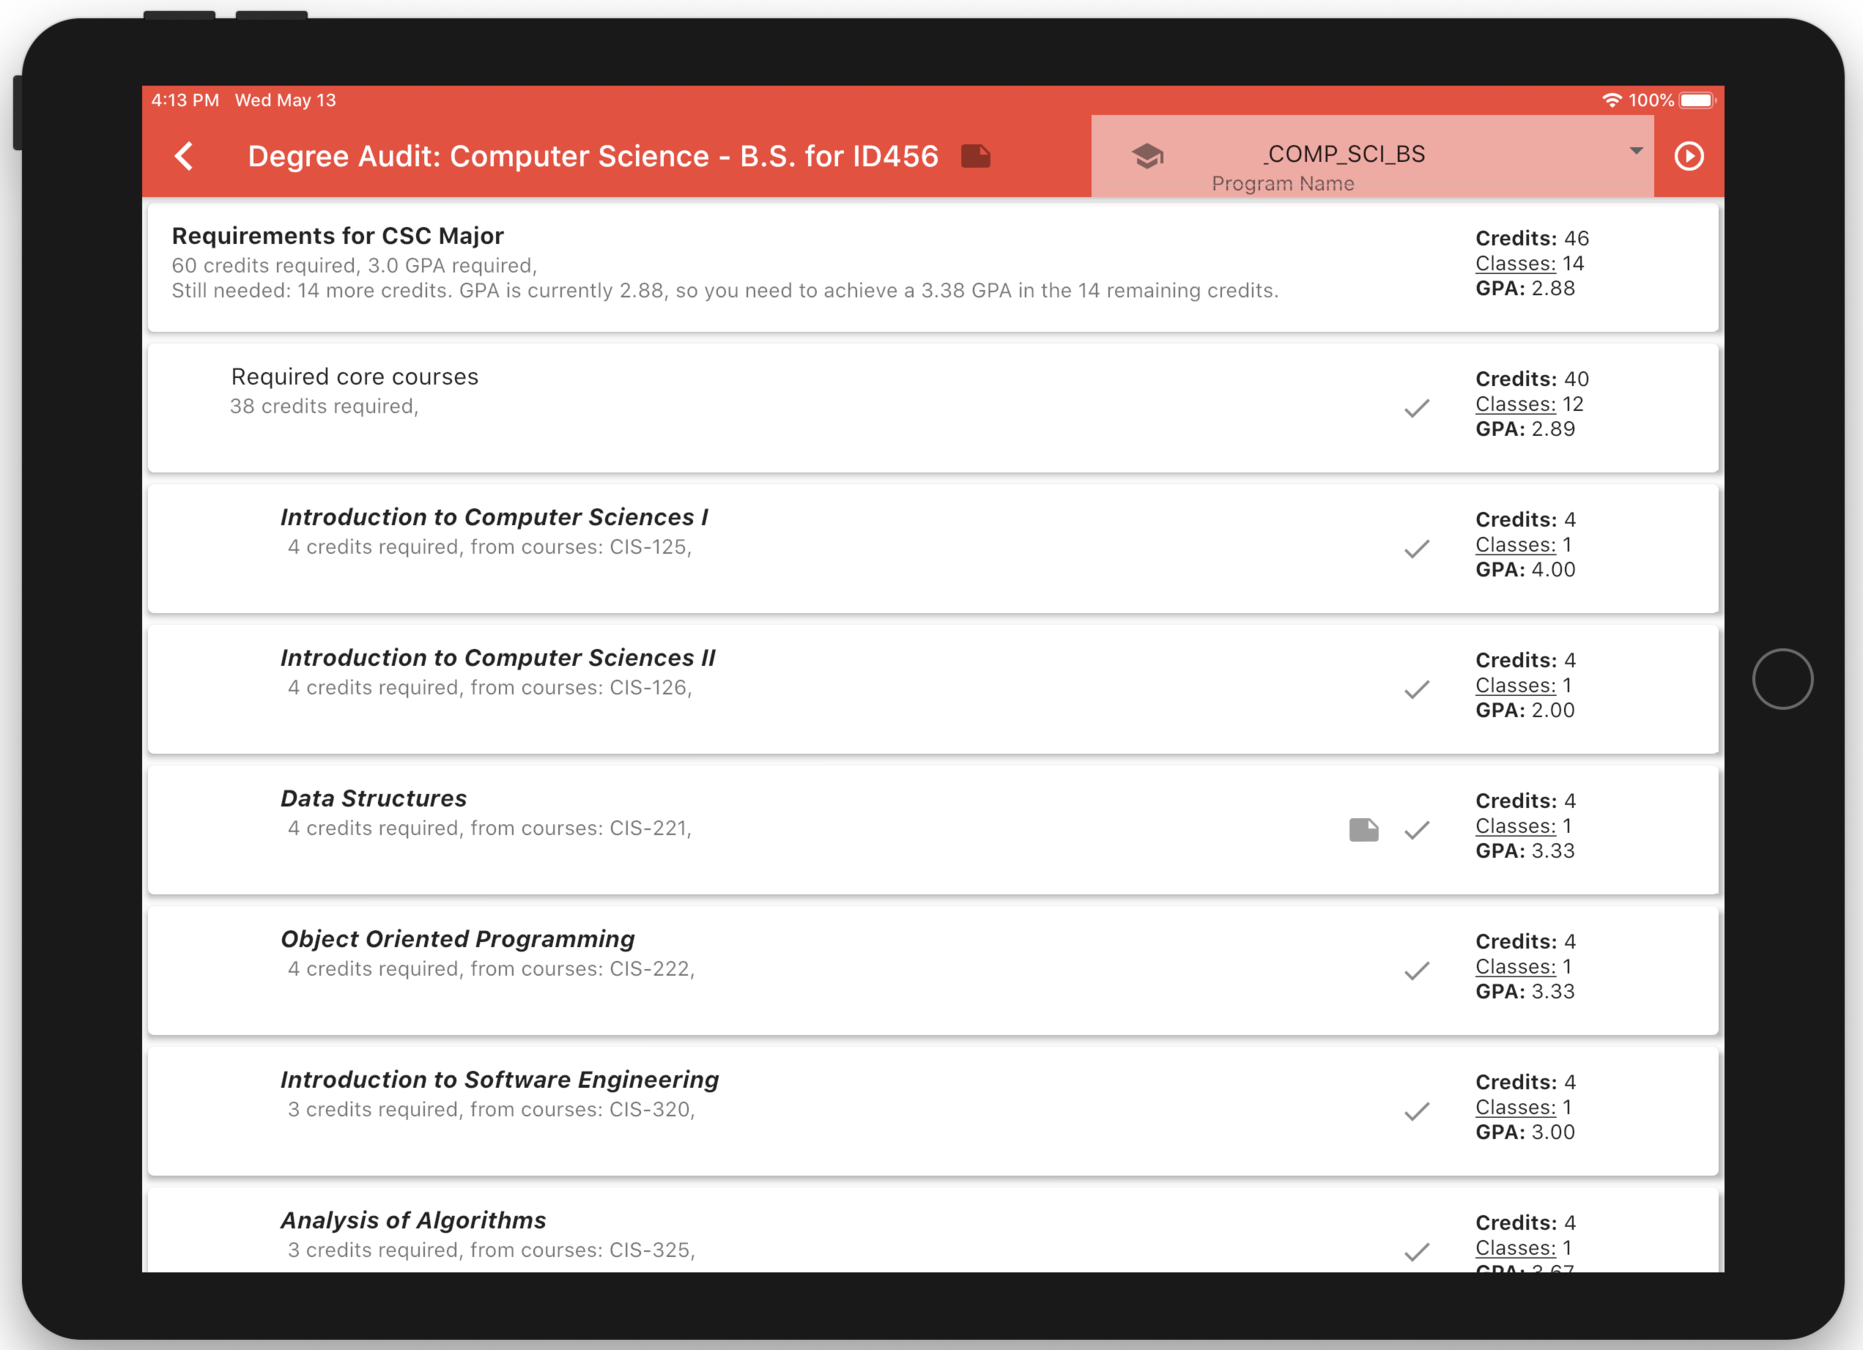 4:13 PM Wed May 13
100%
Degree Audit: Computer Science - B.S. for ID456
_COMP_SCI_BS
Program Name
Requirements for CSC Major
60 credits required, 3.0 GPA required,
Still needed: 14 more credits. GPA is currently 2.88, so you need to achieve a 3.38 GPA in the 14 remaining credits.
Credits: 46
Classes: 14
GPA: 2.88
Required core courses
38 credits required,
Credits: 40
Classes: 12
GPA: 2.89
Introduction to Computer Sciences I
4 credits required, from courses: CIS-125,
Credits: 4
Classes: 1
GPA: 4.00
Introduction to Computer Sciences II
4 credits required, from courses: CIS-126,
Credits: 4
Classes: 1
GPA: 2.00
Data Structures
4 credits required, from courses: CIS-221,
Credits: 4
Classes: 1
GPA: 3.33
Object Oriented Programming
4 credits required, from courses: CIS-222,
Credits: 4
Classes: 1
GPA: 3.33
Introduction to Software Engineering
3 credits required, from courses: CIS-320,
Credits: 4
Classes: 1
GPA: 3.00
Analysis of Algorithms
3 credits required, from courses: CIS-325,
Credits: 4
Classes: 1
GPA: 3.67